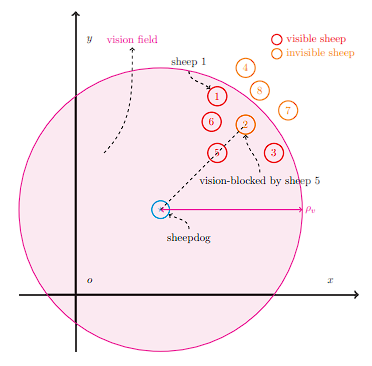 y
vision field
visible sheep
invisible sheep
sheep 1
4
8
1
7
6
2
5
3
vision-blocked by sheep 5
ρv
sheepdog
o
x